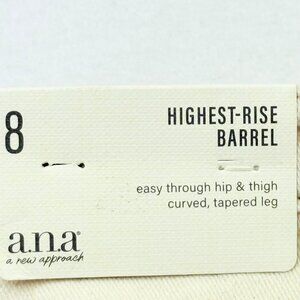 8
HIGHEST-RISE
BARREL
easy through hip & thigh
curved, tapered leg
a.n.a®
a new approach